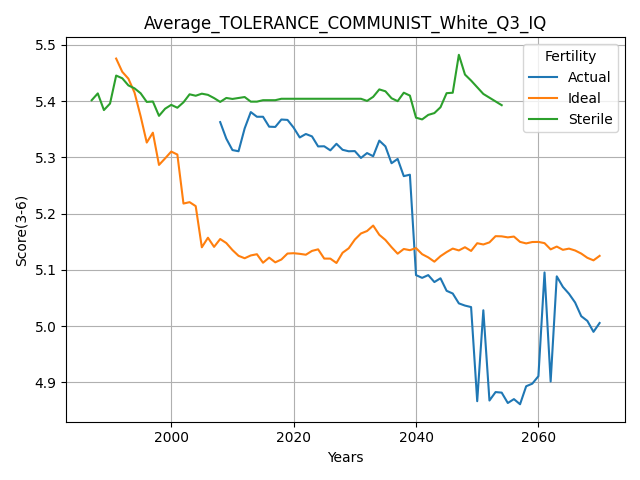 Average_TOLERANCE_COMMUNIST_White_Q3_IQ
Fertility
Actual
Ideal
Sterile
Score(3-6)
5.5
5.4
5.3
5.2
5.1
5.0
4.9
2000
2020
2040
2060
Years